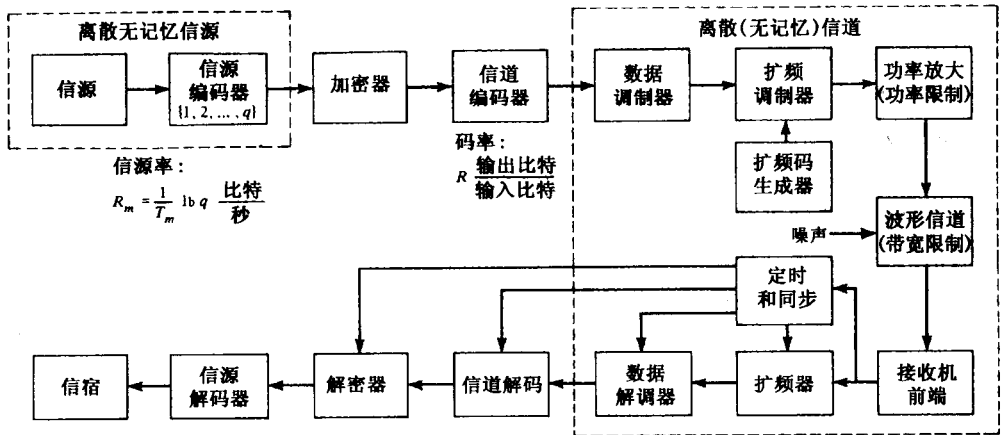 离散无记忆信源
离散(无记忆)信道
信源
信源
编码器
{1, 2, ..., q}
加密器
信道
编码器
数据
调制器
扩频
调制器
功率放大
(功率限制)
信源率:
R_m = 1/T_m lb q 比特/秒
码率:
R 输出比特/输入比特
扩频码
生成器
噪声
波形信道
(带宽限制)
定时
和同步
信宿
信源
解码器
解密器
信道解码
数据
解调器
扩频器
接收机
前端